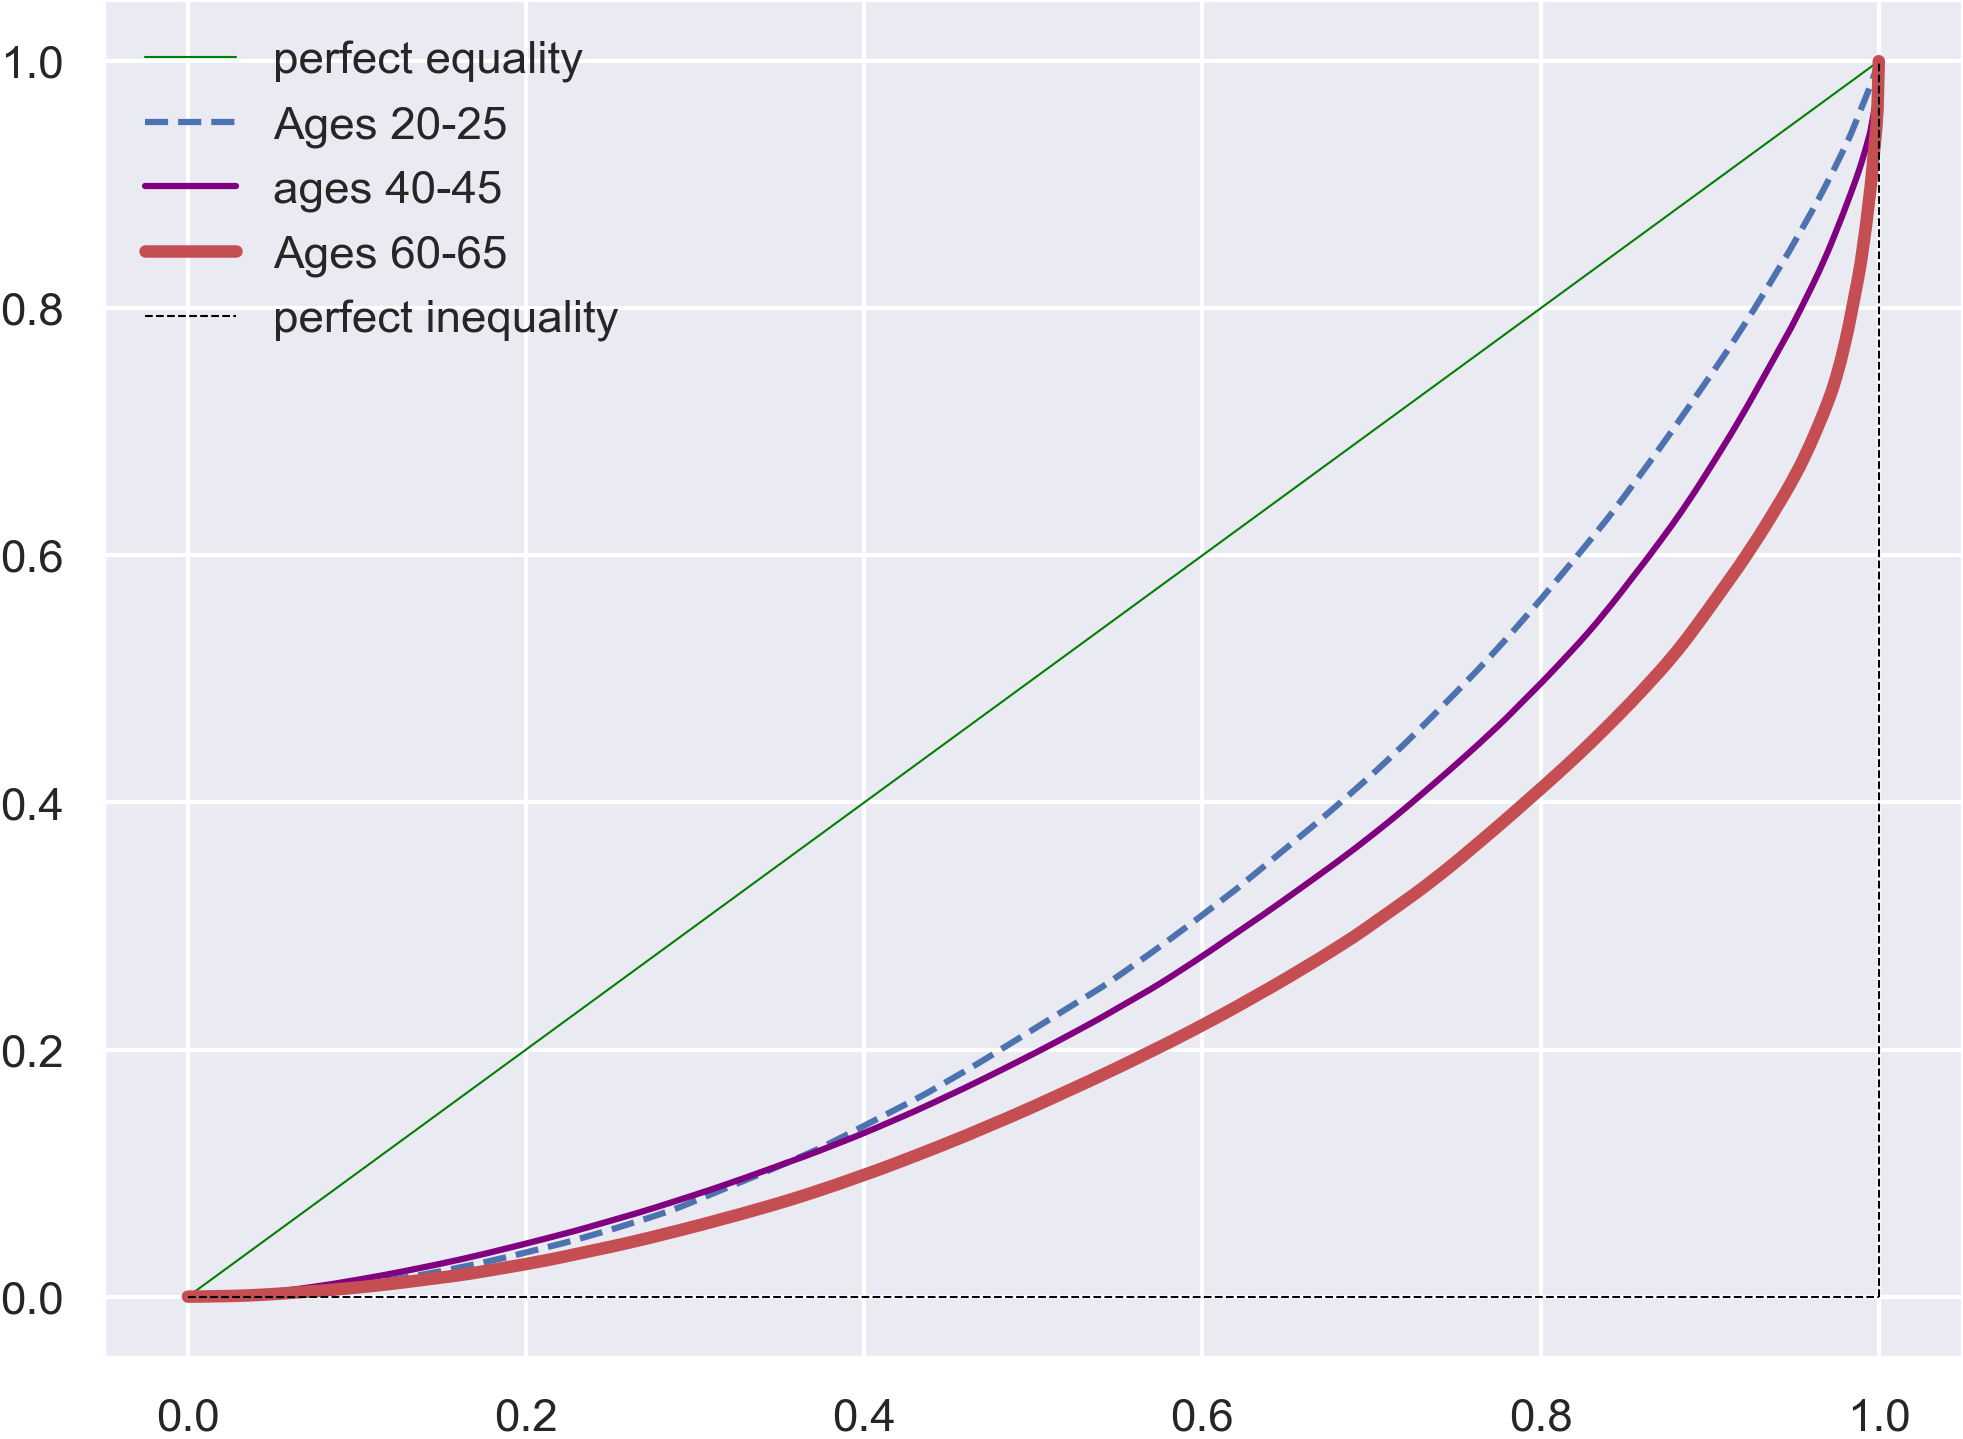 1.0
0.8
0.6
0.4
0.2
0.0
perfect equality
Ages 20-25
ages 40-45
Ages 60-65
perfect inequality
0.0 0.2 0.4 0.6 0.8 1.0